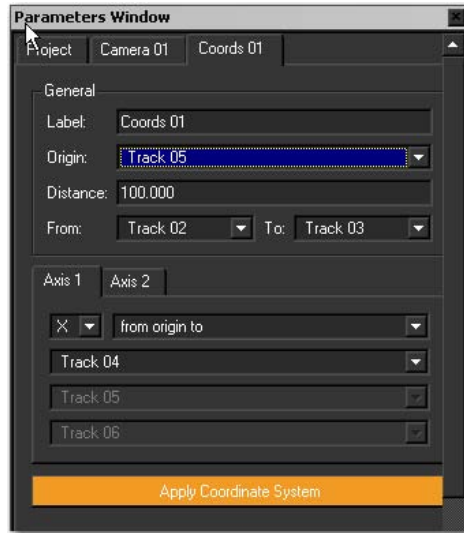 Parameters Window
Project Camera 01 Coords 01
General
Label: Coords 01
Origin: Track 05
Distance: 100.000
From: Track 02 To: Track 03
Axis 1 Axis 2
X from origin to
Track 04
Track 05
Track 06
Apply Coordinate System